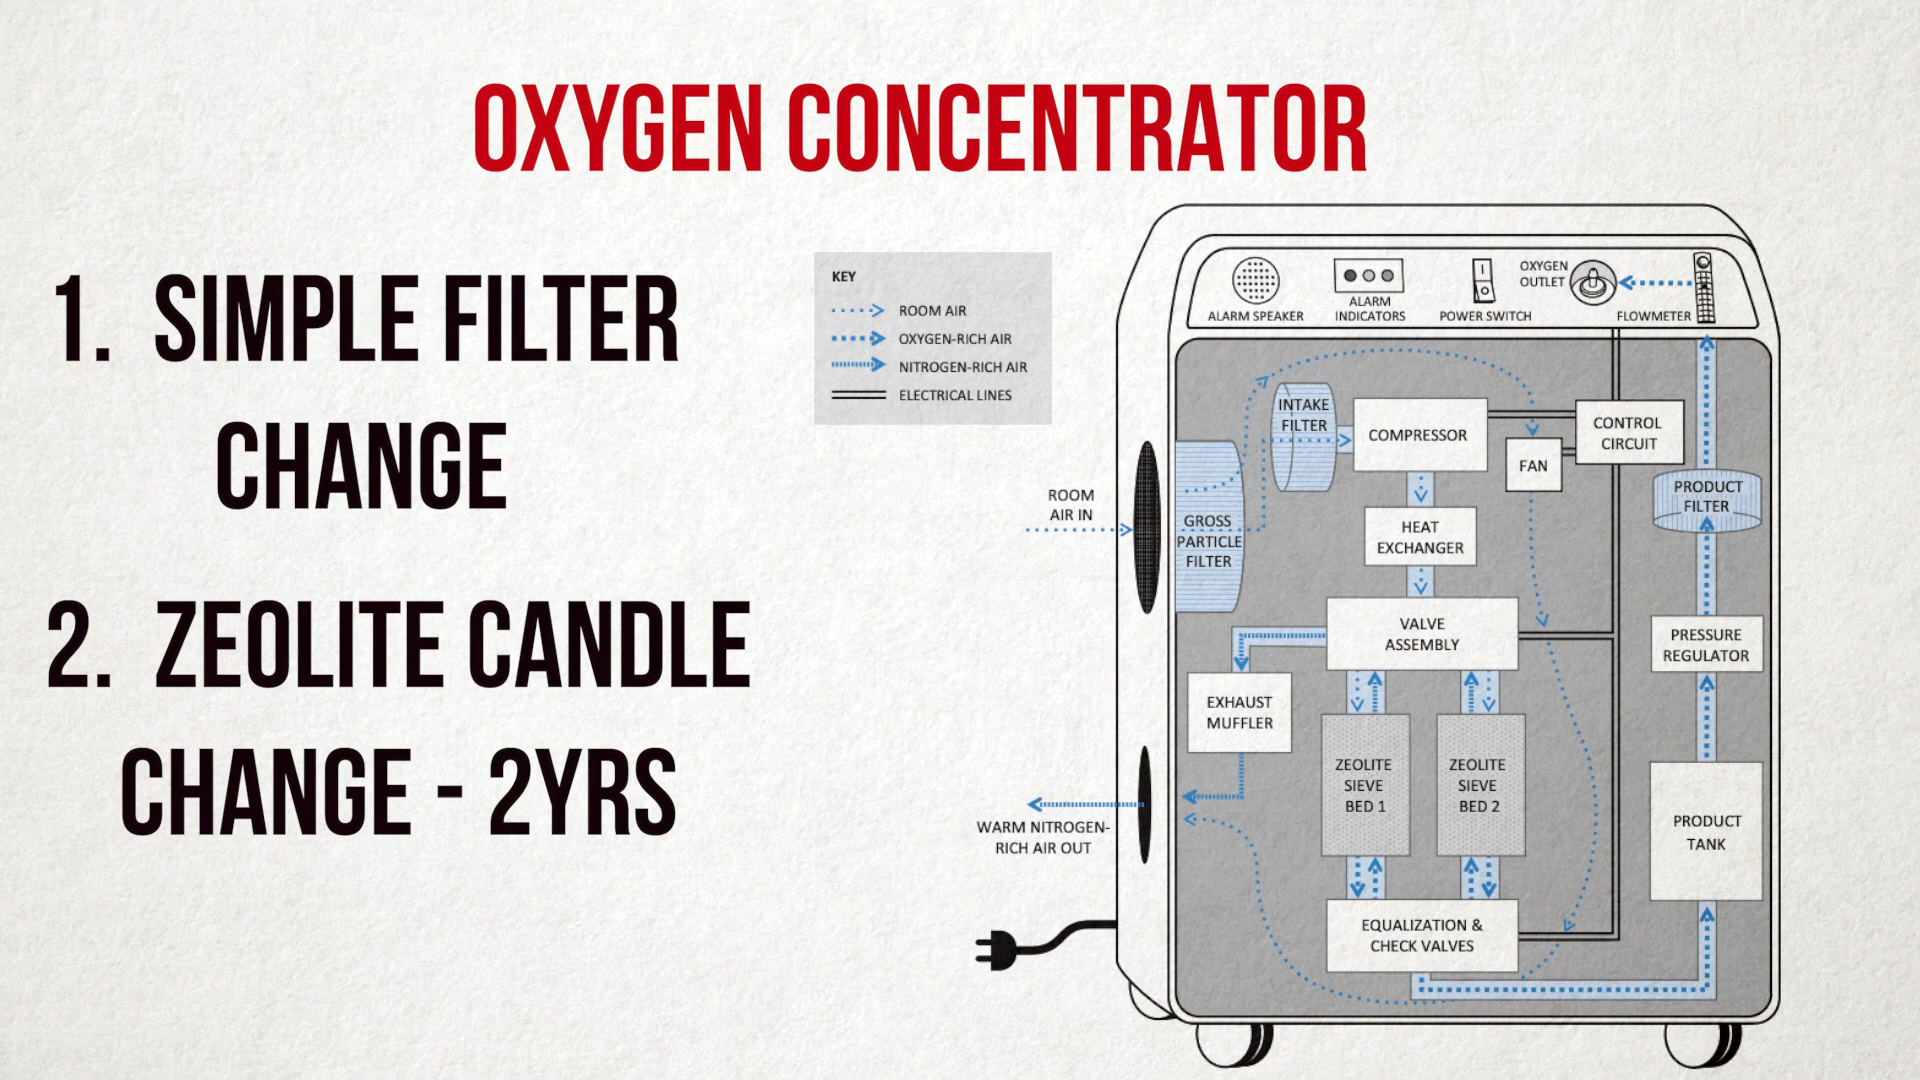 OXYGEN CONCENTRATOR
1. SIMPLE FILTER
CHANGE
2. ZEOLITE CANDLE
CHANGE - 2YRS
KEY
ROOM AIR
OXYGEN-RICH AIR
NITROGEN-RICH AIR
ELECTRICAL LINES
ALARM SPEAKER
ALARM
INDICATORS
POWER SWITCH
OXYGEN
OUTLET
FLOWMETER
INTAKE
FILTER
COMPRESSOR
CONTROL
CIRCUIT
FAN
ROOM
AIR IN
GROSS
PARTICLE
FILTER
HEAT
EXCHANGER
PRODUCT
FILTER
VALVE
ASSEMBLY
PRESSURE
REGULATOR
EXHAUST
MUFFLER
ZEOLITE
SIEVE
BED 1
ZEOLITE
SIEVE
BED 2
PRODUCT
TANK
WARM NITROGEN-
RICH AIR OUT
EQUALIZATION &
CHECK VALVES